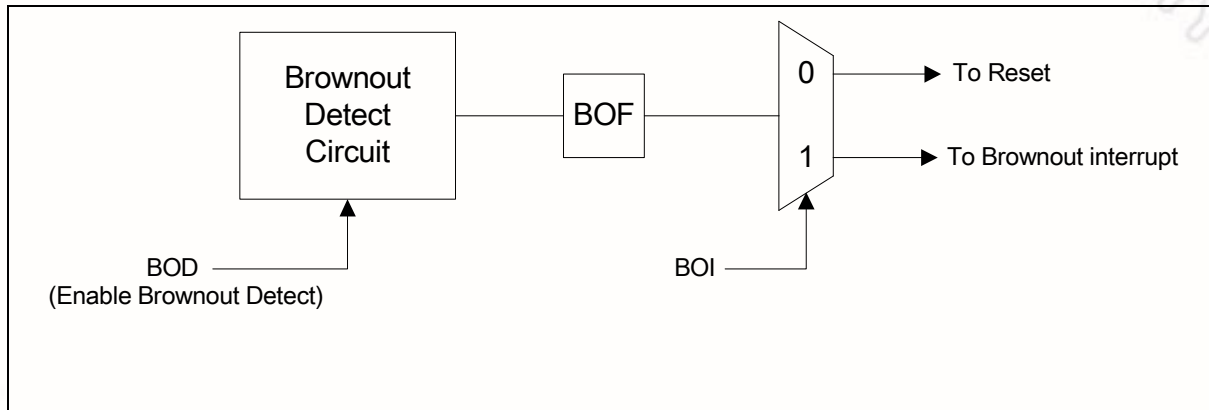 Brownout
Detect
Circuit
BOF
0
1
To Reset
To Brownout interrupt
BOD
(Enable Brownout Detect)
BOI